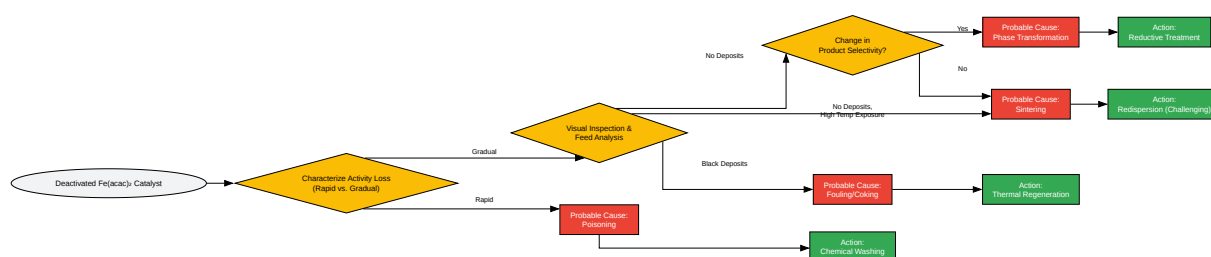 Deactivated Fe(acac)₂ Catalyst
Characterize Activity Loss
(Rapid vs. Gradual)
Gradual
Rapid
Visual Inspection &
Feed Analysis
No Deposits
No Deposits,
High Temp Exposure
Black Deposits
Change in
Product Selectivity?
Yes
No
Probable Cause:
Phase Transformation
Action:
Reductive Treatment
Probable Cause:
Sintering
Action:
Redispersion (Challenging)
Probable Cause:
Fouling/Coking
Action:
Thermal Regeneration
Probable Cause:
Poisoning
Action:
Chemical Washing